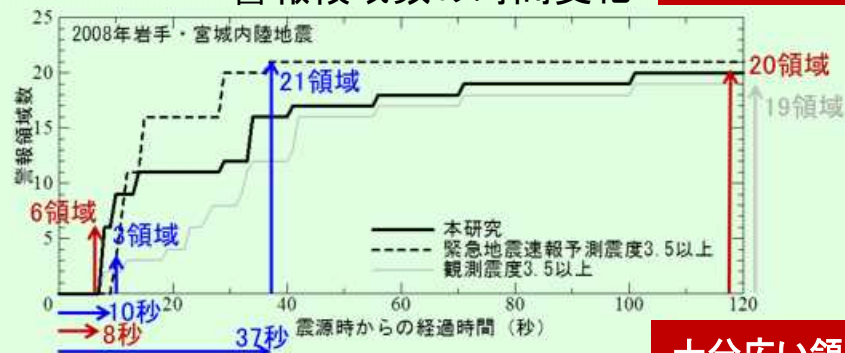 25
2008年岩手・宮城内陸地震
20
21領域
20領域
19領域
15
警報領域数
10
6領域
3領域
5
本研究
緊急地震速報予測震度3.5以上
観測震度3.5以上
0
20
40
60
80
100
120
10秒
8秒
37秒
震源時からの経過時間（秒）